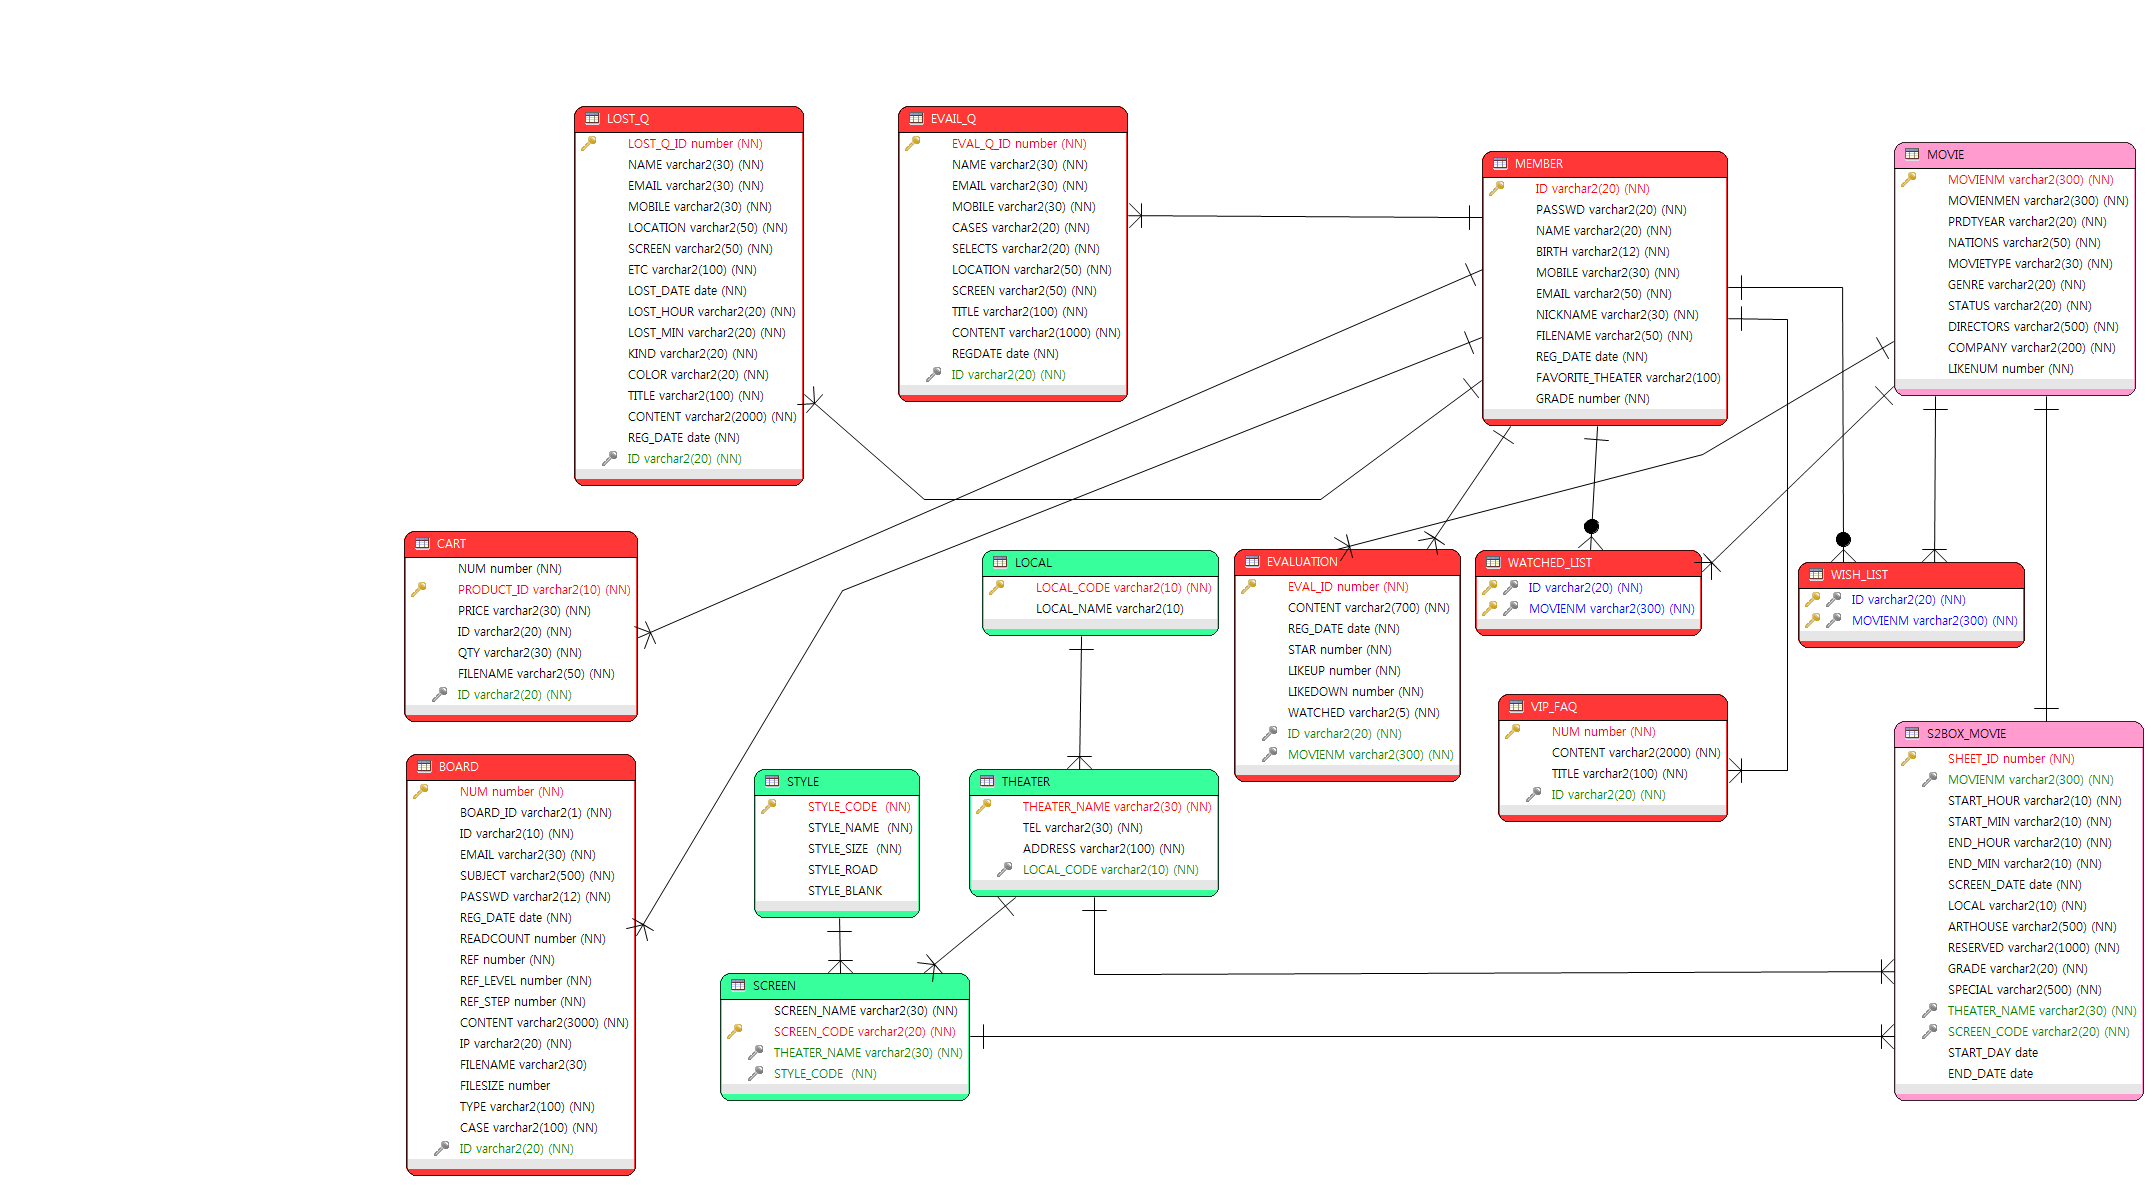 LOST_Q
LOST_Q_ID number (NN)
NAME varchar2(30) (NN)
EMAIL varchar2(30) (NN)
MOBILE varchar2(30) (NN)
LOCATION varchar2(50) (NN)
SCREEN varchar2(50) (NN)
ETC varchar2(100) (NN)
LOST_DATE date (NN)
LOST_HOUR varchar2(20) (NN)
LOST_MIN varchar2(20) (NN)
KIND varchar2(20) (NN)
COLOR varchar2(20) (NN)
TITLE varchar2(100) (NN)
CONTENT varchar2(2000) (NN)
REG_DATE date (NN)
ID varchar2(20) (NN)
EVAIL_Q
EVAL_Q_ID number (NN)
NAME varchar2(30) (NN)
EMAIL varchar2(30) (NN)
MOBILE varchar2(30) (NN)
CASES varchar2(20) (NN)
SELECTS varchar2(20) (NN)
LOCATION varchar2(50) (NN)
SCREEN varchar2(50) (NN)
TITLE varchar2(100) (NN)
CONTENT varchar2(1000) (NN)
REGDATE date (NN)
ID varchar2(20) (NN)
MEMBER
ID varchar2(20) (NN)
PASSWD varchar2(20) (NN)
NAME varchar2(20) (NN)
BIRTH varchar2(12) (NN)
MOBILE varchar2(30) (NN)
EMAIL varchar2(50) (NN)
NICKNAME varchar2(30) (NN)
FILENAME varchar2(50) (NN)
REG_DATE date (NN)
FAVORITE_THEATER varchar2(100)
GRADE number (NN)
MOVIE
MOVIENM varchar2(300) (NN)
MOVIENMEN varchar2(300) (NN)
PRDTYEAR varchar2(20) (NN)
NATIONS varchar2(50) (NN)
MOVIETYPE varchar2(30) (NN)
GENRE varchar2(20) (NN)
STATUS varchar2(20) (NN)
DIRECTORS varchar2(500) (NN)
COMPANY varchar2(200) (NN)
LIKENUM number (NN)
CART
NUM number (NN)
PRODUCT_ID varchar2(10) (NN)
PRICE varchar2(30) (NN)
ID varchar2(20) (NN)
QTY varchar2(30) (NN)
FILENAME varchar2(50) (NN)
ID varchar2(20) (NN)
LOCAL
LOCAL_CODE varchar2(10) (NN)
LOCAL_NAME varchar2(10)
EVALUATION
EVAL_ID number (NN)
CONTENT varchar2(700) (NN)
REG_DATE date (NN)
STAR number (NN)
LIKEUP number (NN)
LIKEDOWN number (NN)
WATCHED varchar2(5) (NN)
ID varchar2(20) (NN)
MOVIENM varchar2(300) (NN)
WATCHED_LIST
ID varchar2(20) (NN)
MOVIENM varchar2(300) (NN)
WISH_LIST
ID varchar2(20) (NN)
MOVIENM varchar2(300) (NN)
VIP_FAQ
NUM number (NN)
CONTENT varchar2(2000) (NN)
TITLE varchar2(100) (NN)
ID varchar2(20) (NN)
S2BOX_MOVIE
SHEET_ID number (NN)
MOVIENM varchar2(300) (NN)
START_HOUR varchar2(10) (NN)
START_MIN varchar2(10) (NN)
END_HOUR varchar2(10) (NN)
END_MIN varchar2(10) (NN)
SCREEN_DATE date (NN)
LOCAL varchar2(10) (NN)
ARTHOUSE varchar2(500) (NN)
RESERVED varchar2(1000) (NN)
GRADE varchar2(20) (NN)
SPECIAL varchar2(500) (NN)
THEATER_NAME varchar2(30) (NN)
SCREEN_CODE varchar2(20) (NN)
START_DAY date
END_DATE date
BOARD
NUM number (NN)
BOARD_ID varchar2(1) (NN)
ID varchar2(10) (NN)
EMAIL varchar2(30) (NN)
SUBJECT varchar2(500) (NN)
PASSWD varchar2(12) (NN)
REG_DATE date (NN)
READCOUNT number (NN)
REF number (NN)
REF_LEVEL number (NN)
REF_STEP number (NN)
CONTENT varchar2(3000) (NN)
IP varchar2(20) (NN)
FILENAME varchar2(30)
FILESIZE number
TYPE varchar2(100) (NN)
CASE varchar2(100) (NN)
ID varchar2(20) (NN)
STYLE
STYLE_CODE (NN)
STYLE_NAME (NN)
STYLE_SIZE (NN)
STYLE_ROAD
STYLE_BLANK
THEATER
THEATER_NAME varchar2(30) (NN)
TEL varchar2(30) (NN)
ADDRESS varchar2(100) (NN)
LOCAL_CODE varchar2(10) (NN)
SCREEN
SCREEN_NAME varchar2(30) (NN)
SCREEN_CODE varchar2(20) (NN)
THEATER_NAME varchar2(30) (NN)
STYLE_CODE (NN)